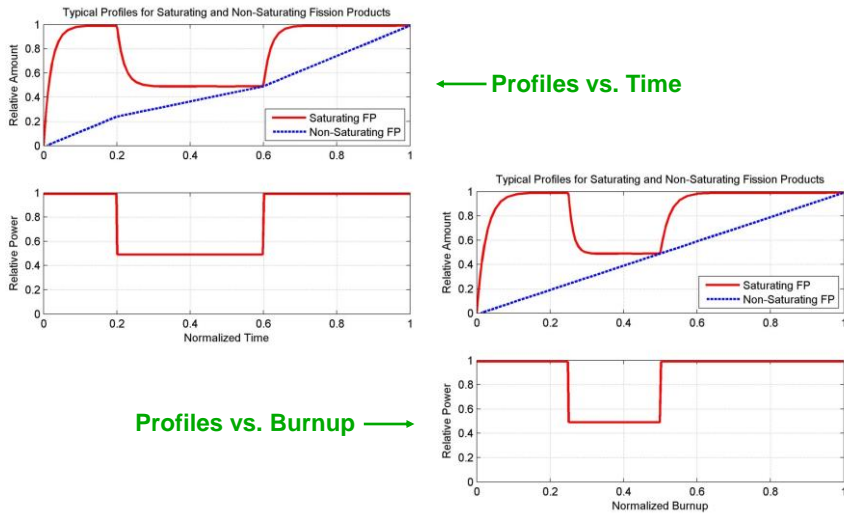 Typical Profiles for Saturating and Non-Saturating Fission Products
Relative Amount
1
0.8
0.6
0.4
0.2
0
0 0.2 0.4 0.6 0.8 1
Saturating FP
Non-Saturating FP
Profiles vs. Time
Relative Power
1
0.8
0.6
0.4
0.2
0
0 0.2 0.4 0.6 0.8 1
Normalized Time
Typical Profiles for Saturating and Non-Saturating Fission Products
Relative Amount
1
0.8
0.6
0.4
0.2
0
0 0.2 0.4 0.6 0.8 1
Saturating FP
Non-Saturating FP
Profiles vs. Burnup
Relative Power
1
0.8
0.6
0.4
0.2
0
0 0.2 0.4 0.6 0.8 1
Normalized Burnup